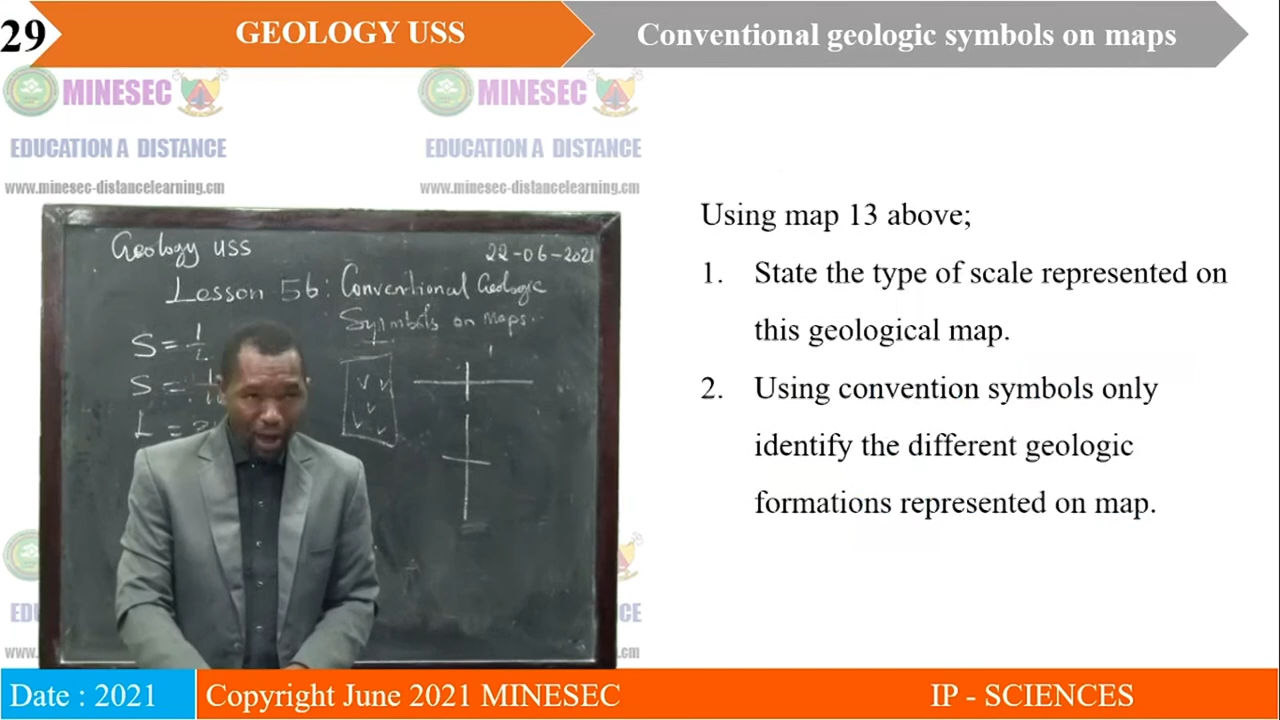 29
GEOLOGY USS
Conventional geologic symbols on maps
MINESEC
MINESEC
EDUCATION A DISTANCE
EDUCATION A DISTANCE
www.minesec-distancelearning.cm
www.minesec-distancelearning.cm
Geology USS
22-06-2021
Lesson 56: Conventional Geologic
Symbols on Maps.
S = 1
S = 1
L =
Using map 13 above;
1. State the type of scale represented on
this geological map.
2. Using convention symbols only
identify the different geologic
formations represented on map.
Date : 2021
Copyright June 2021 MINESEC
IP - SCIENCES